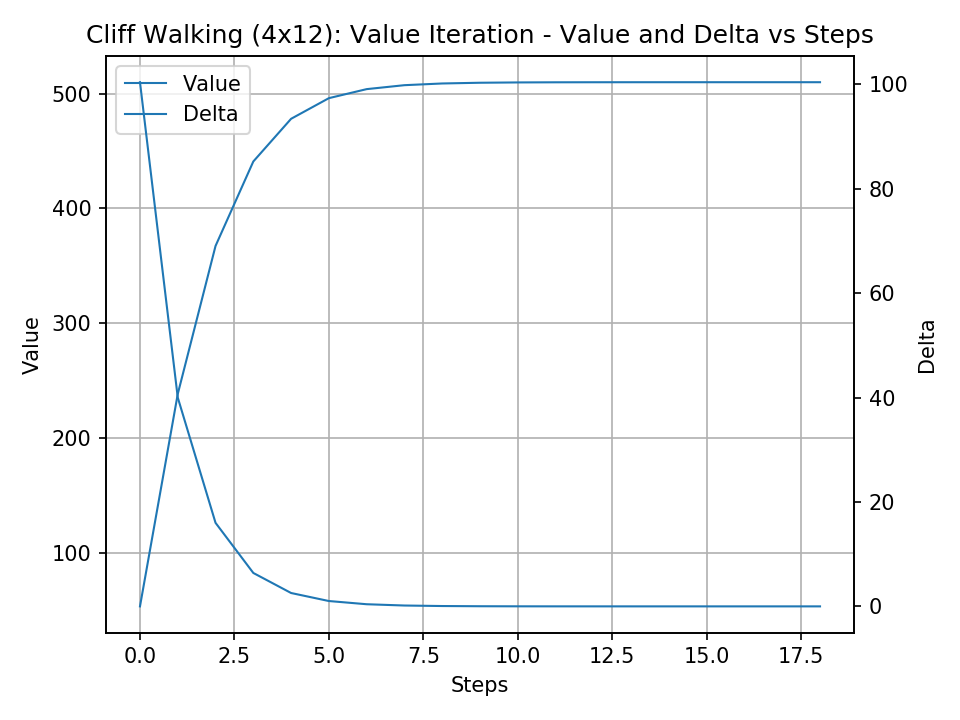 Cliff Walking (4x12): Value Iteration - Value and Delta vs Steps
Value
Delta
500
400
300
200
100
Value
100
80
60
40
20
0
Delta
0.0 2.5 5.0 7.5 10.0 12.5 15.0 17.5
Steps